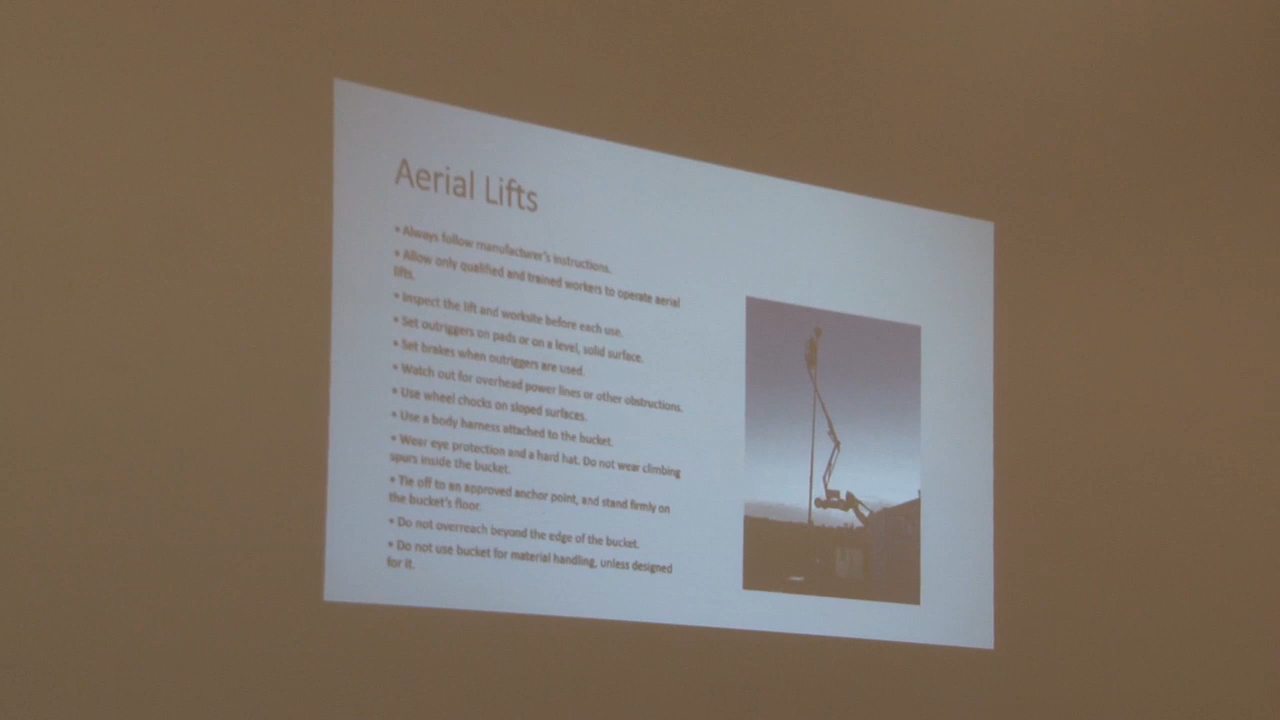 Aerial Lifts
• Always follow manufacturer's instructions.
• Allow only qualified and trained workers to operate aerial
lifts.
• Inspect the lift and worksite before each use.
• Set outriggers on pads or on a level, solid surface.
• Set brakes when outriggers are used.
• Watch out for overhead power lines or other obstructions.
• Use wheel chocks on sloped surfaces.
• Use a body harness attached to the bucket.
• Wear eye protection and a hard hat. Do not wear climbing
spurs inside the bucket.
• Tie off to an approved anchor point, and stand firmly on
the bucket's floor.
• Do not overreach beyond the edge of the bucket.
• Do not use bucket for material handling, unless designed
for it.